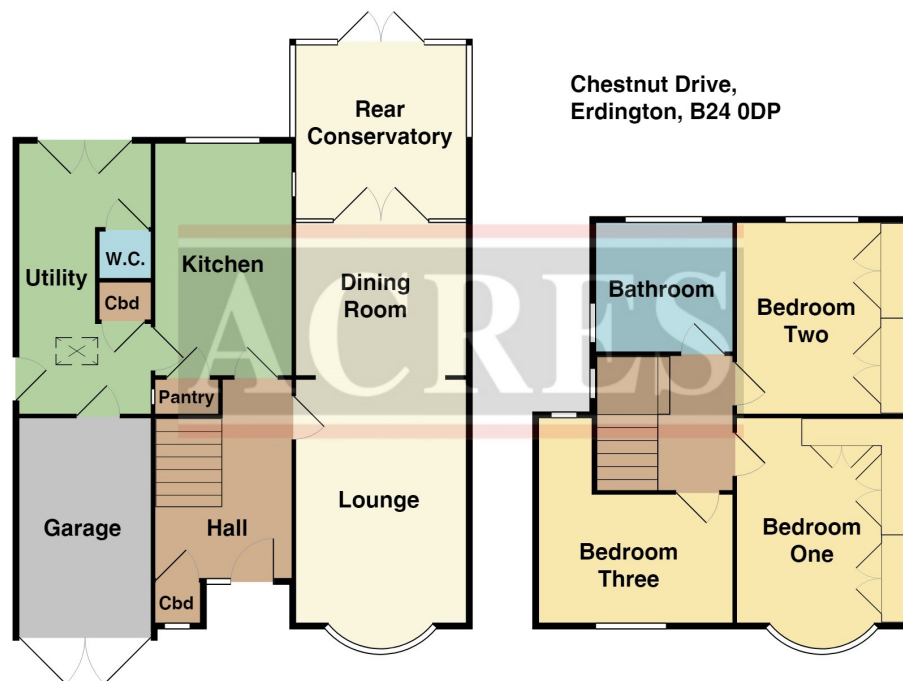 Chestnut Drive,
Erdington, B24 0DP
Rear
Conservatory
W.C.
Utility
Kitchen
Cbd
Dining
Room
Pantry
Garage
Hall
Lounge
Cbd
Bathroom
Bedroom
Two
Bedroom
Three
Bedroom
One
ACRES